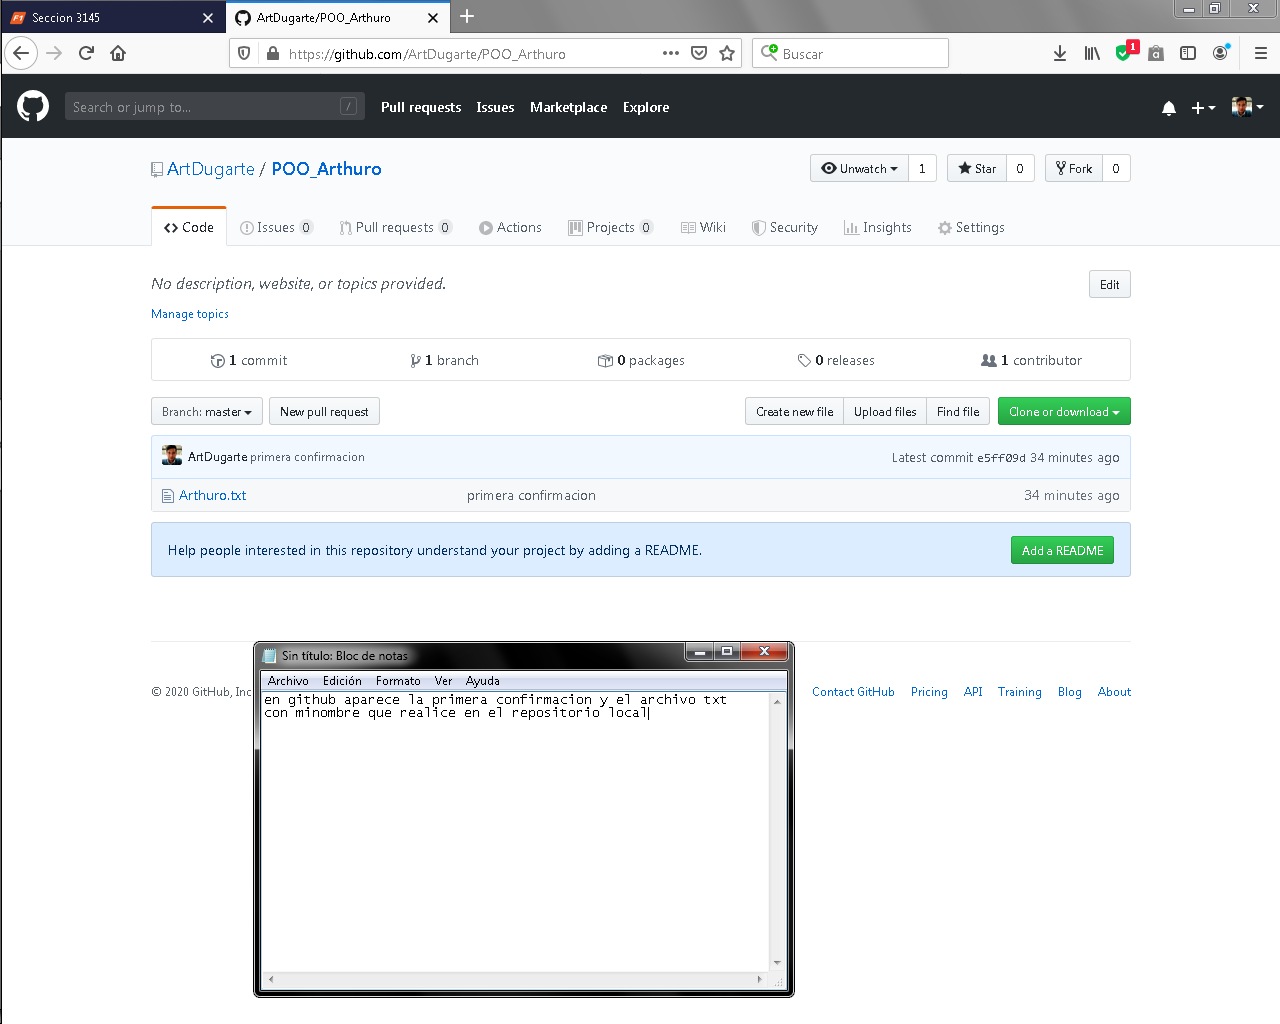 Seccion 3145
ArtDugarte/POO_Arthuro
https://github.com/ArtDugarte/POO_Arthuro
Buscar
1
Search or jump to...
/
Pull requests
Issues
Marketplace
Explore
ArtDugarte / POO_Arthuro
Unwatch 1
Star 0
Fork 0
Code
Issues 0
Pull requests 0
Actions
Projects 0
Wiki
Security
Insights
Settings
No description, website, or topics provided.
Edit
Manage topics
1 commit
1 branch
0 packages
0 releases
1 contributor
Branch: master
New pull request
Create new file
Upload files
Find file
Clone or download
ArtDugarte primera confirmacion
Latest commit e5ff09d 34 minutes ago
Arthuro.txt
primera confirmacion
34 minutes ago
Help people interested in this repository understand your project by adding a README.
Add a README
Sin título: Bloc de notas
Archivo Edición Formato Ver Ayuda
en github aparece la primera confirmacion y el archivo txt
con minombre que realice en el repositorio local
© 2020 GitHub, Inc
Contact GitHub
Pricing
API
Training
Blog
About